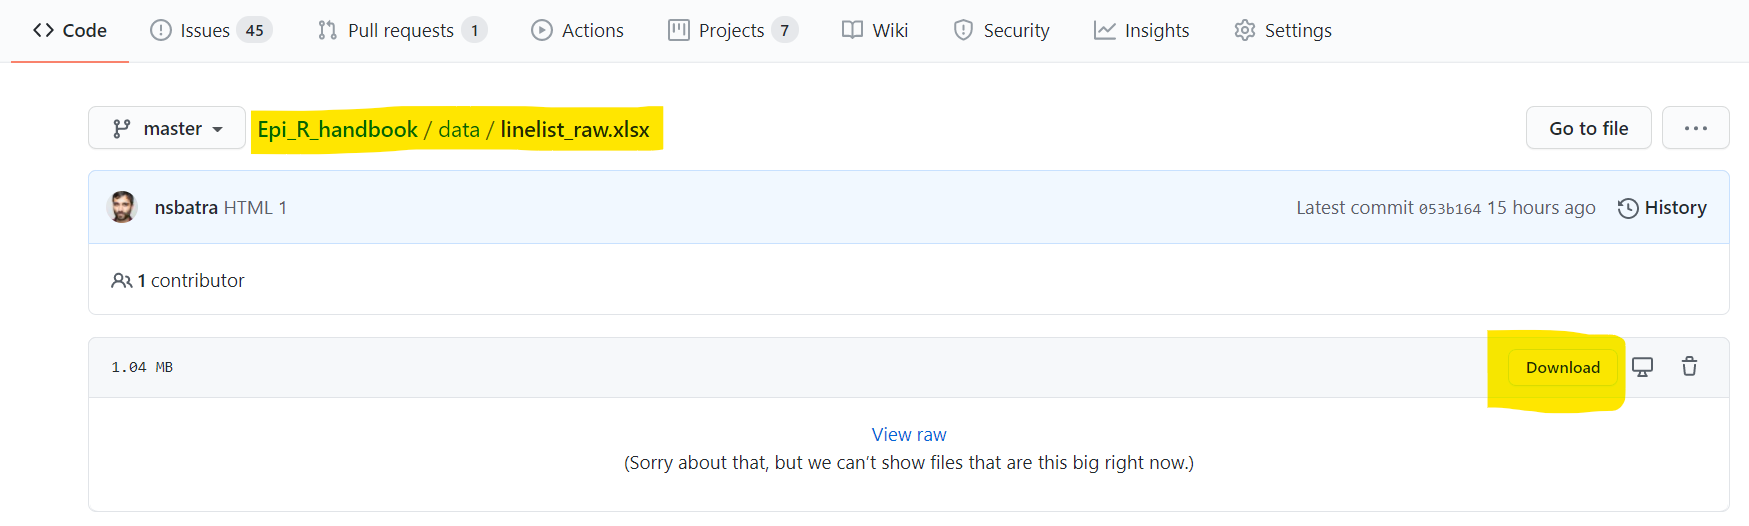 Code Issues 45 Pull requests 1 Actions Projects 7 Wiki Security Insights Settings
master Epi_R_handbook / data / linelist_raw.xlsx Go to file ...
nsbatra HTML 1 Latest commit 053b164 15 hours ago History
1 contributor
1.04 MB Download
View raw
(Sorry about that, but we can’t show files that are this big right now.)